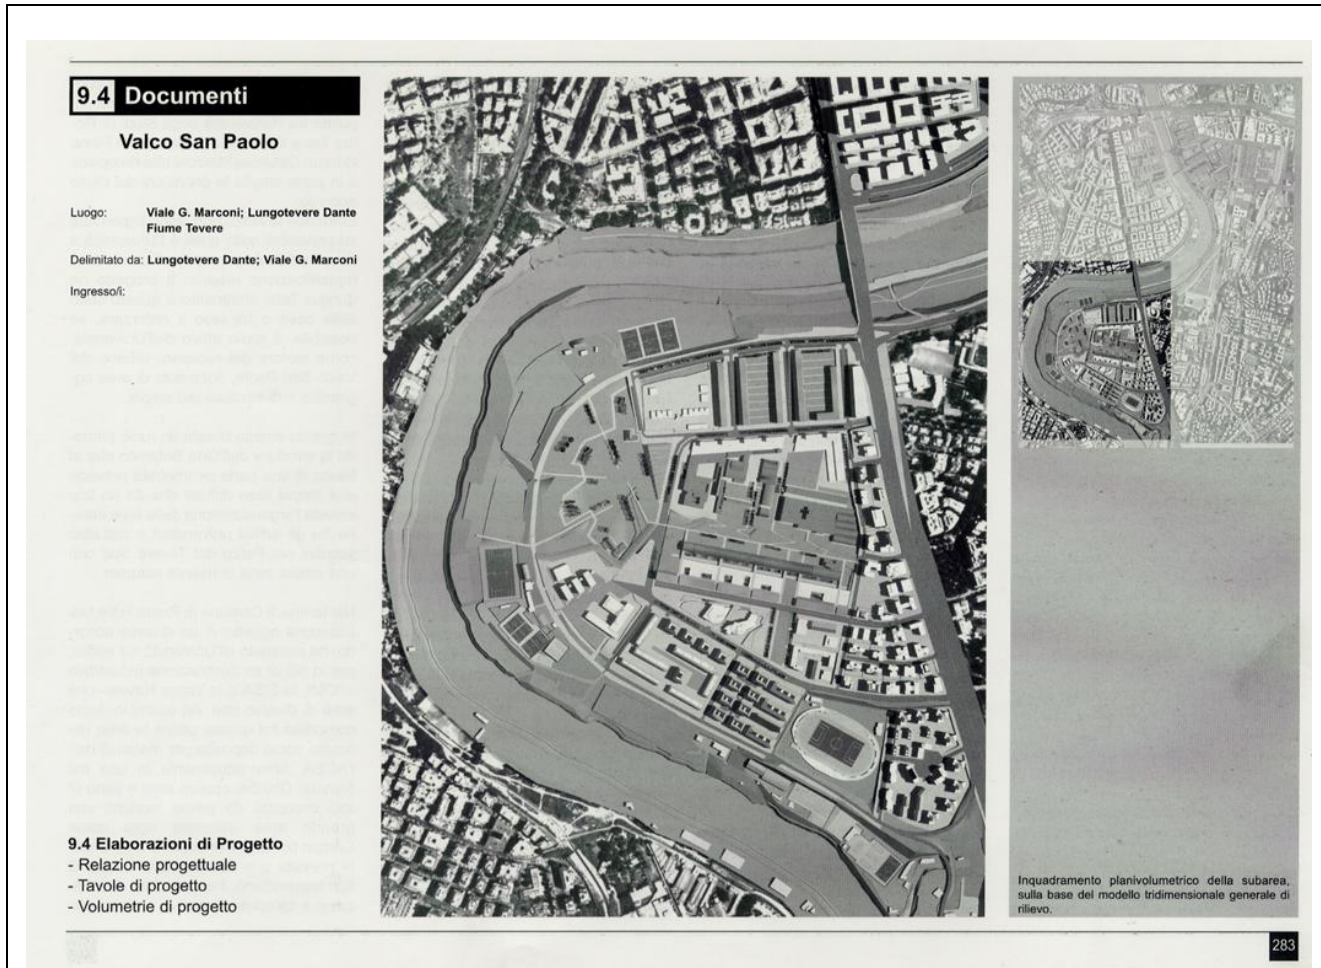 9.4 Documenti
Valco San Paolo
Luogo: Viale G. Marconi; Lungotevere Dante
Fiume Tevere
Delimitato da: Lungotevere Dante; Viale G. Marconi
Ingresso/i:
9.4 Elaborazioni di Progetto
- Relazione progettuale
- Tavole di progetto
- Volumetrie di progetto
Inquadramento planivolumetrico della subarea,
sulla base del modello tridimensionale generale di
rilievo.
283